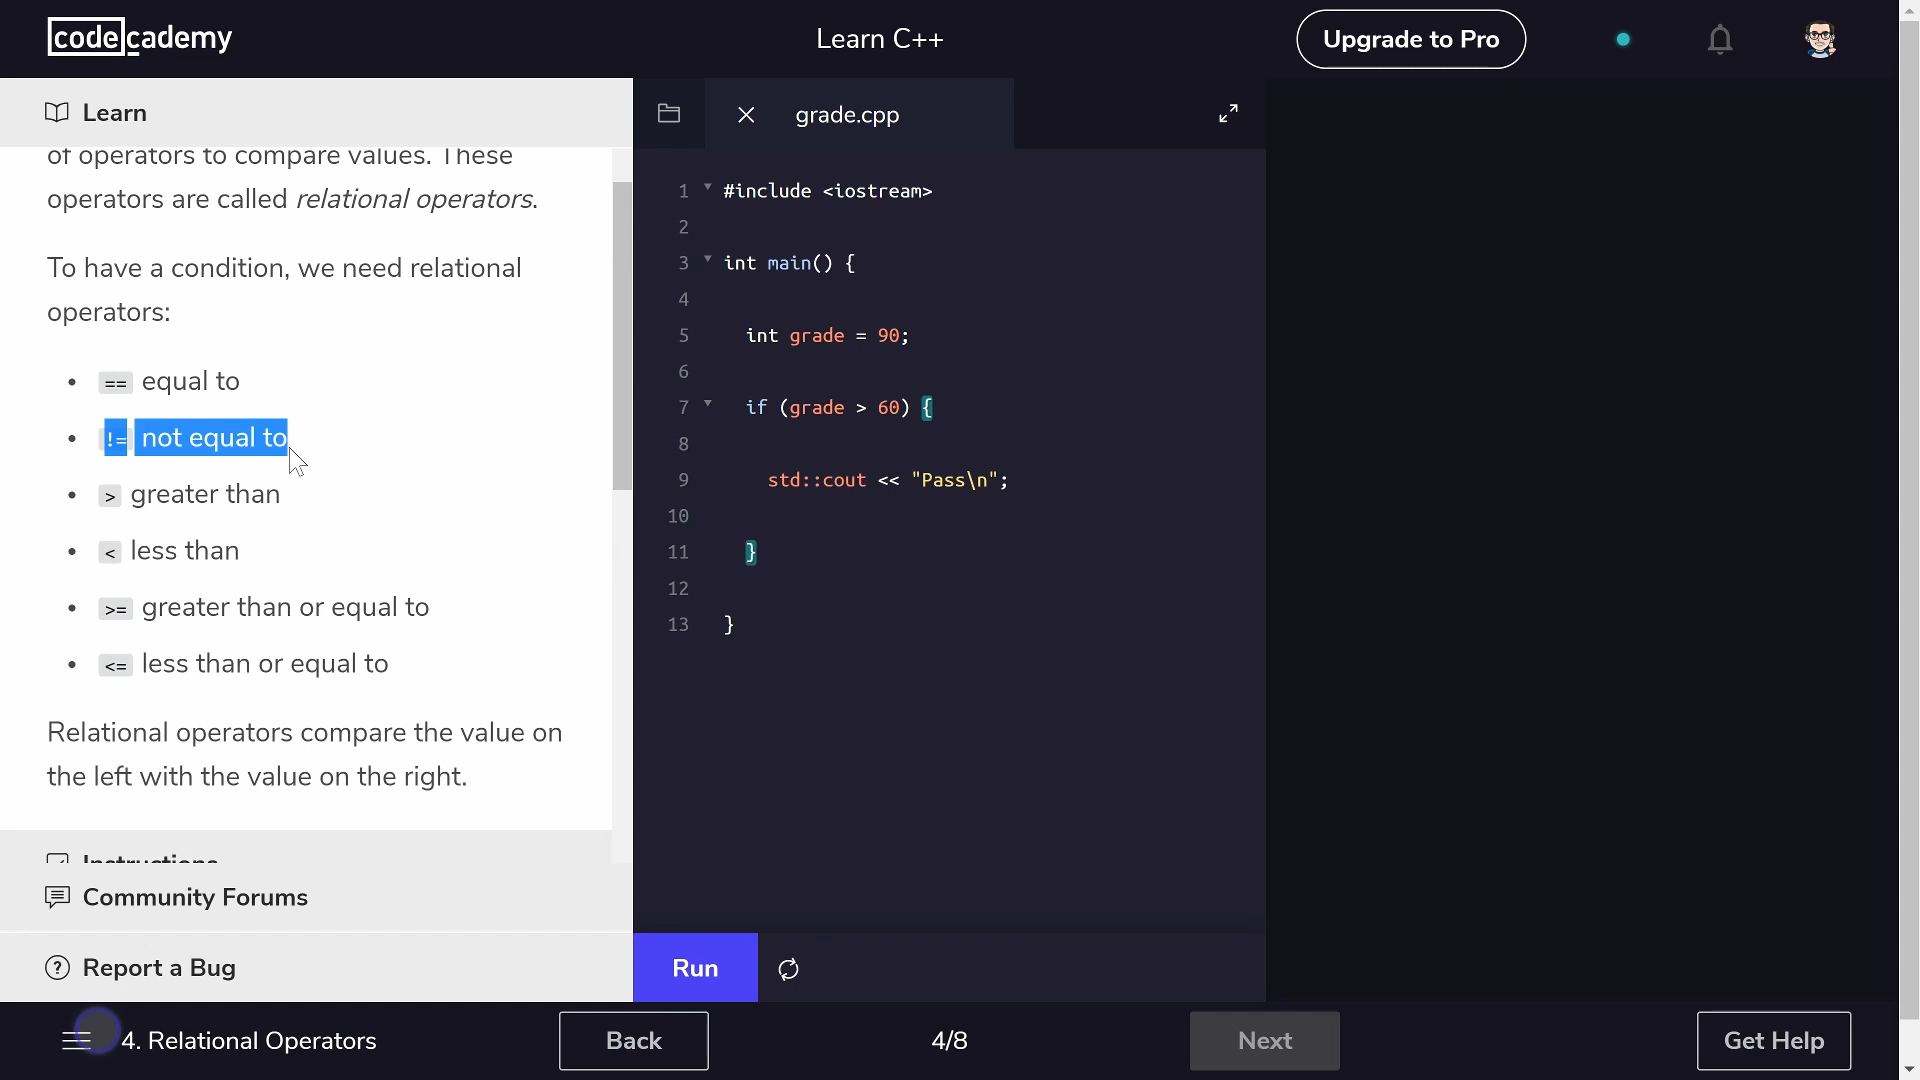 codecademy
Learn C++
Upgrade to Pro
Learn
of operators to compare values. These
operators are called relational operators.
To have a condition, we need relational
operators:
• == equal to
• != not equal to
• > greater than
• < less than
• >= greater than or equal to
• <= less than or equal to
Relational operators compare the value on
the left with the value on the right.
Instructions
Community Forums
Report a Bug
grade.cpp
1 #include <iostream>
2
3 int main() {
4
5 int grade = 90;
6
7 if (grade > 60) {
8
9 std::cout << "Pass\n";
10
11 }
12
13 }
Run
4. Relational Operators
Back
4/8
Next
Get Help